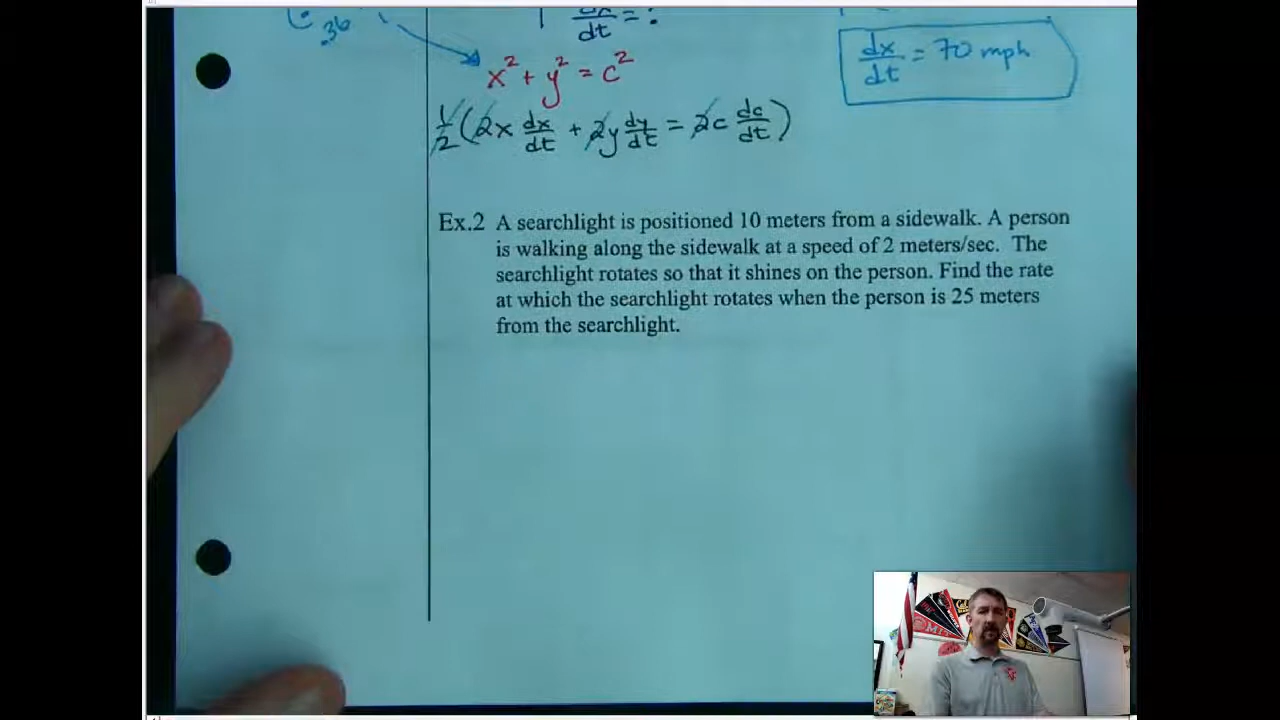 .36
dx/dt = ?
dx/dt = 70 mph
x² + y² = c²
1/2 (2x dx/dt + 2y dy/dt = 2c dc/dt)
Ex.2 A searchlight is positioned 10 meters from a sidewalk. A person
is walking along the sidewalk at a speed of 2 meters/sec. The
searchlight rotates so that it shines on the person. Find the rate
at which the searchlight rotates when the person is 25 meters
from the searchlight.